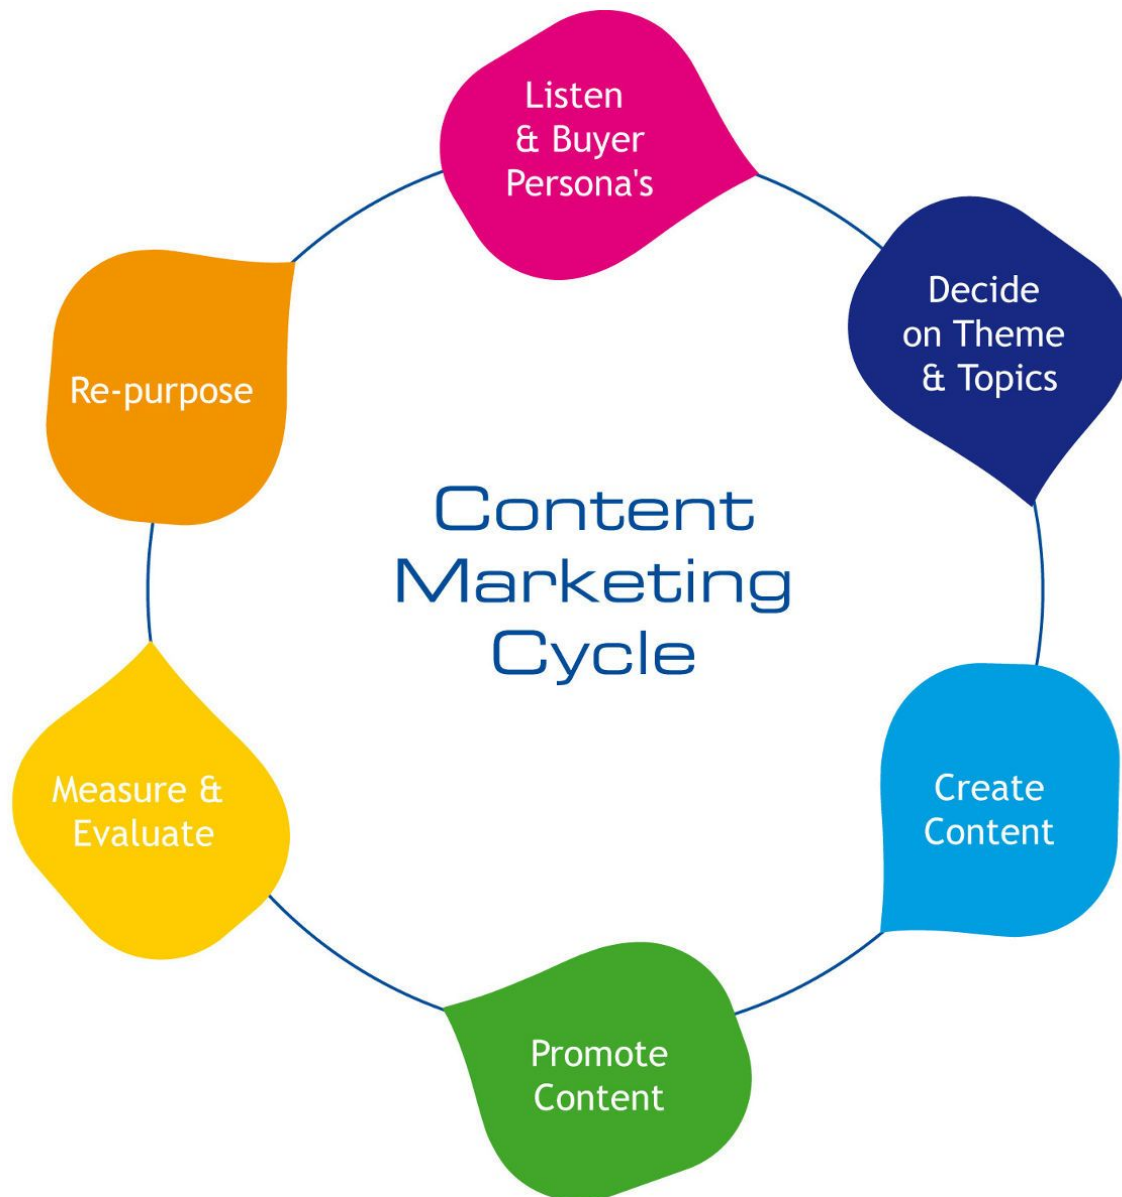 Listen
& Buyer
Persona's
Decide
on Theme
& Topics
Create
Content
Promote
Content
Measure &
Evaluate
Re-purpose
Content
Marketing
Cycle